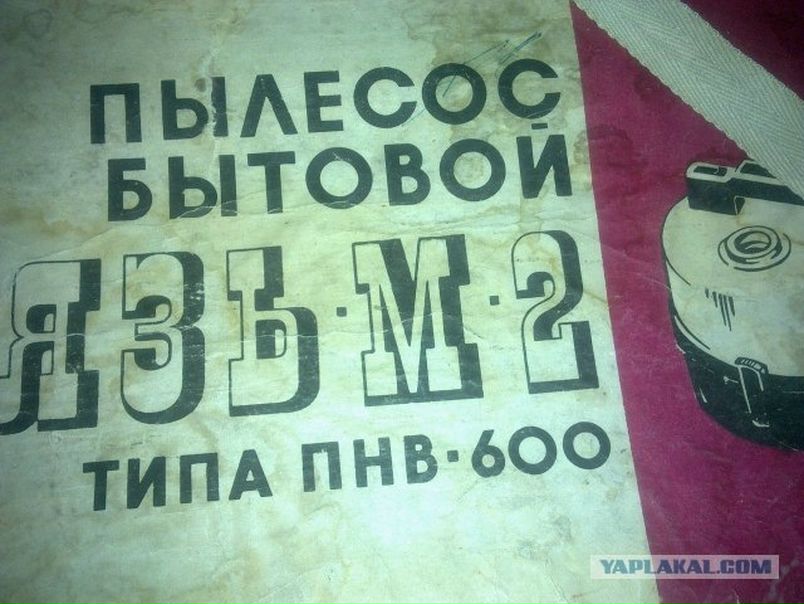 ПЫЛЕСОС
БЫТОВОЙ
ЯЗЬ·М·2
ТИПА ПНВ·600
YAPLAKAL.COM